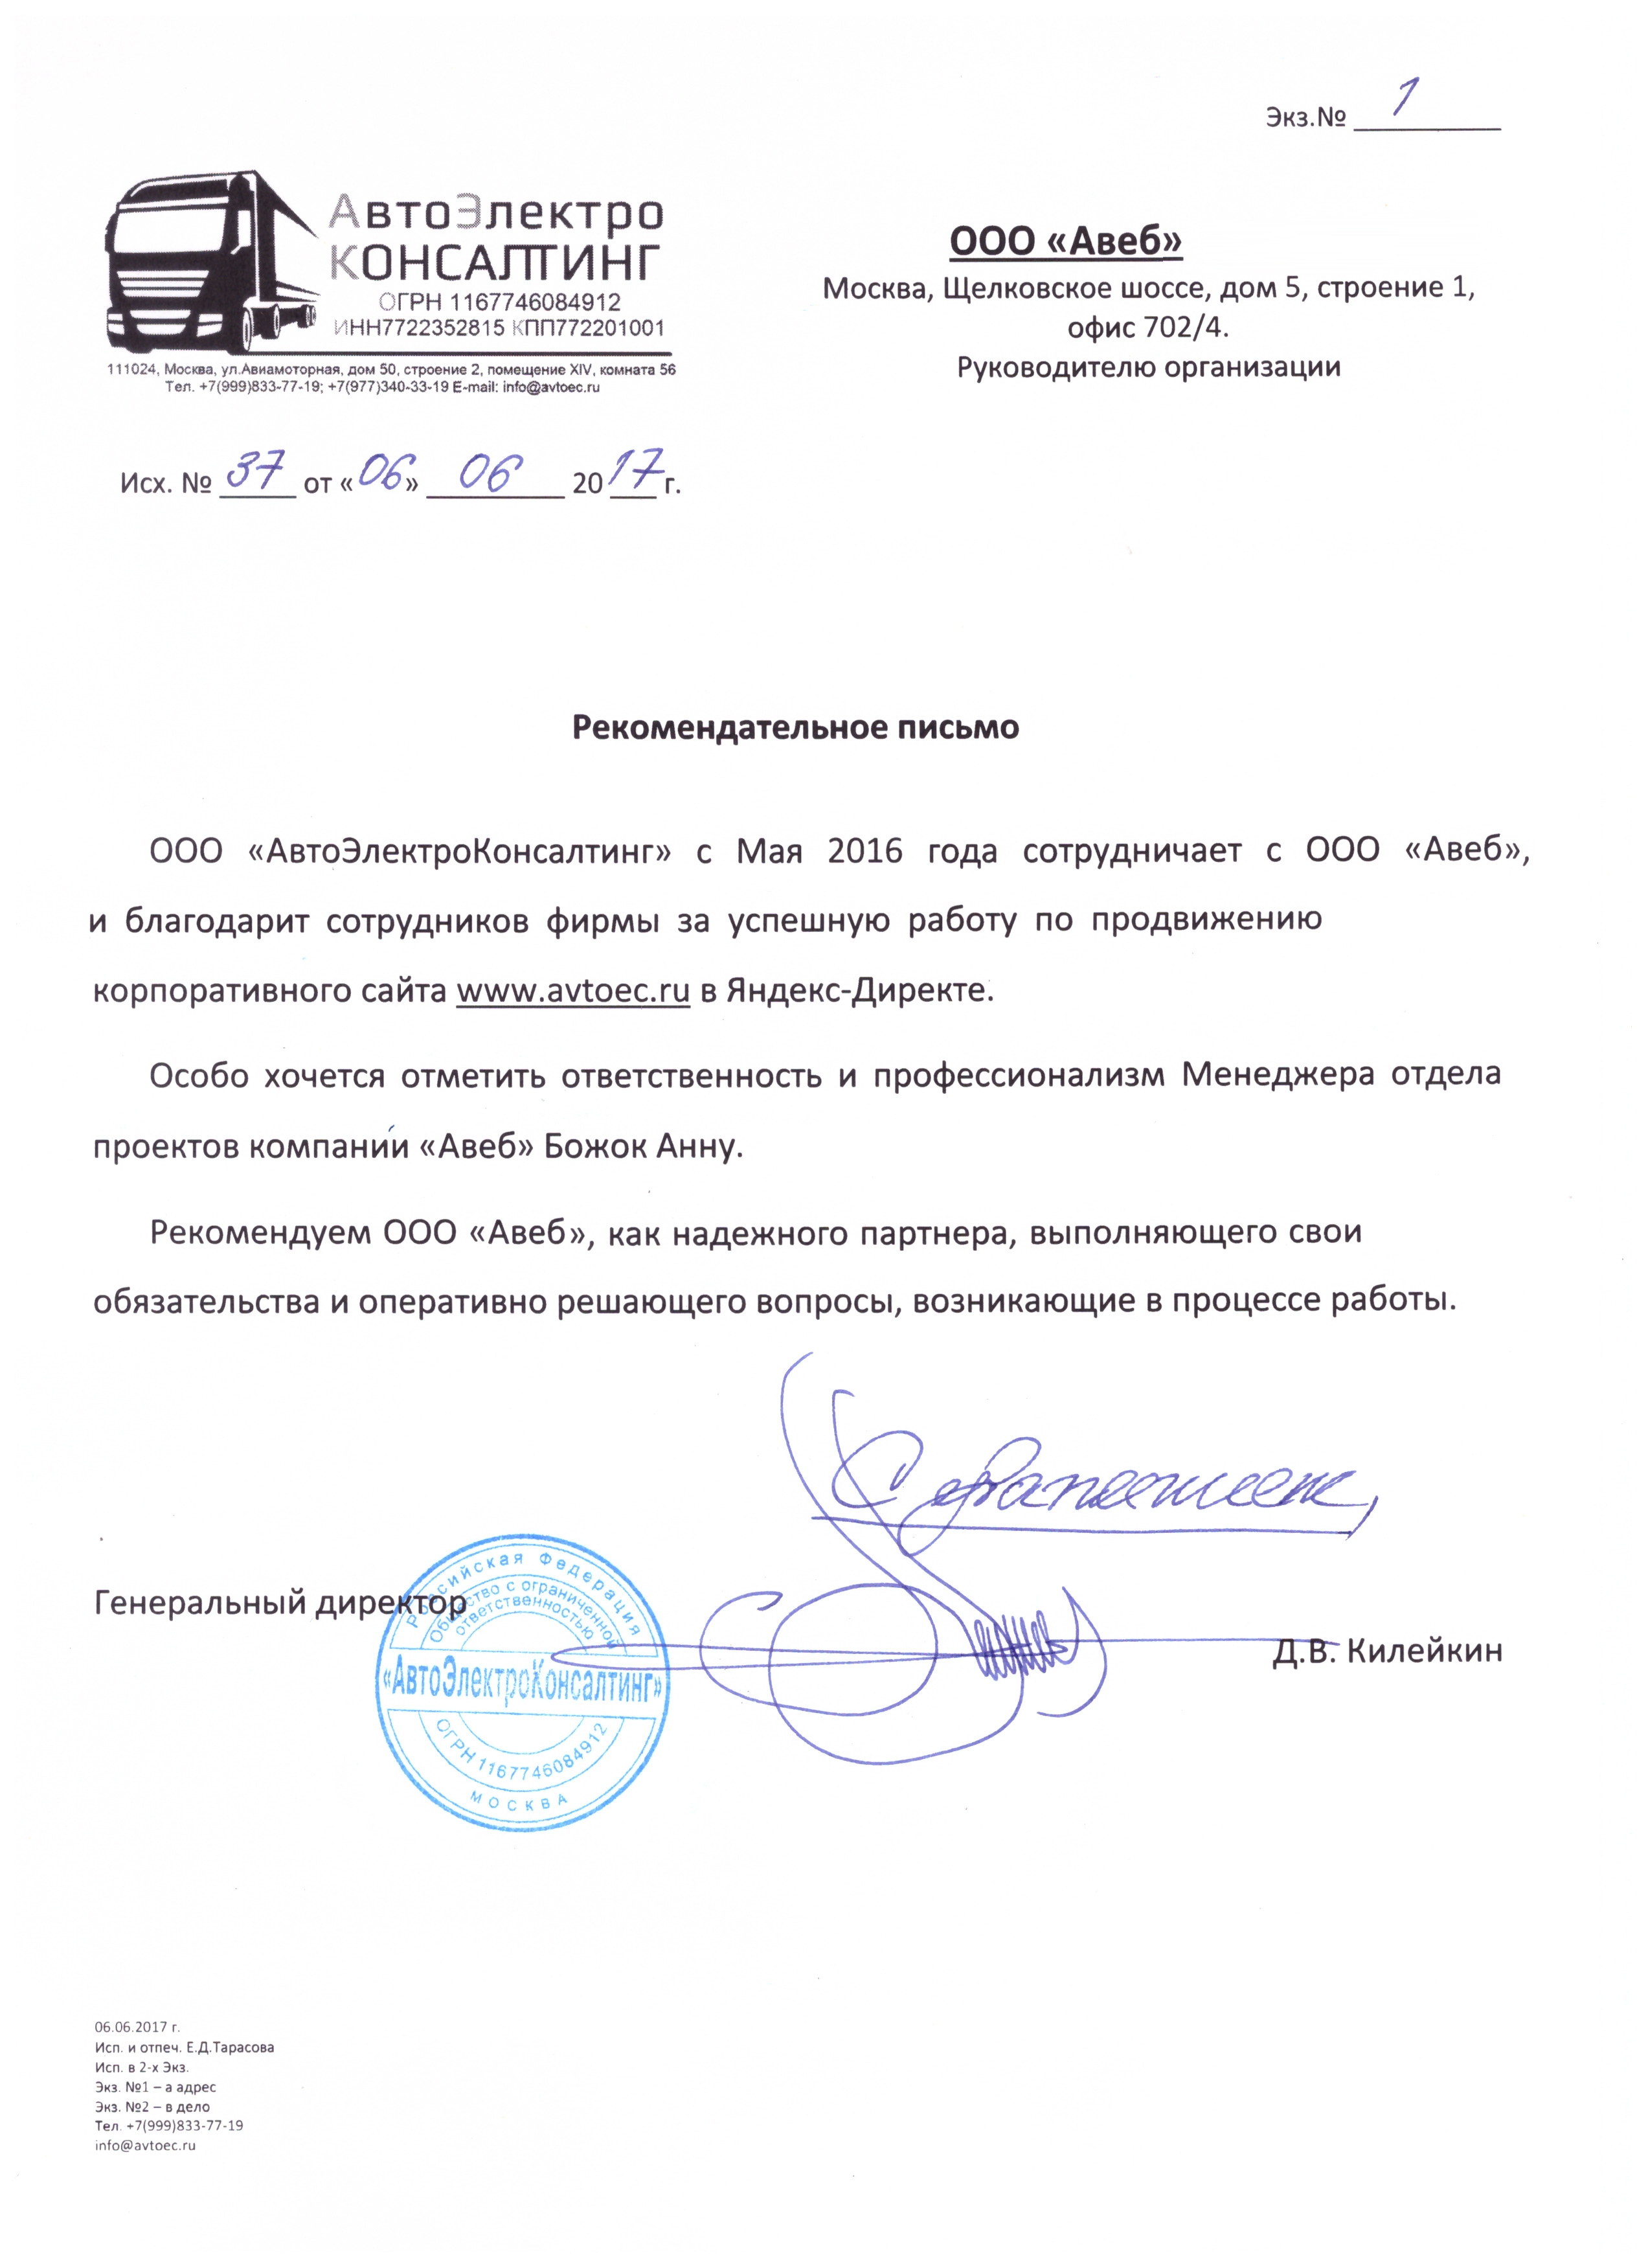 Экз.№ 1
АвтоЭлектро
КОНСАЛТИНГ
ОГРН 1167746084912
ИНН7722352815 КПП772201001
111024, Москва, ул.Авиамоторная, дом 50, строение 2, помещение XIV, комната 56
Тел. +7(999)833-77-19; +7(977)340-33-19 E-mail: info@avtoec.ru
ООО «Авеб»
Москва, Щелковское шоссе, дом 5, строение 1,
офис 702/4.
Руководителю организации
Исх. № 37 от «06» 06 2017 г.
Рекомендательное письмо
ООО «АвтоЭлектроКонсалтинг» с Мая 2016 года сотрудничает с ООО «Авеб»,
и благодарит сотрудников фирмы за успешную работу по продвижению
корпоративного сайта www.avtoec.ru в Яндекс-Директе.
Особо хочется отметить ответственность и профессионализм Менеджера отдела
проектов компании «Авеб» Божок Анну.
Рекомендуем ООО «Авеб», как надежного партнера, выполняющего свои
обязательства и оперативно решающего вопросы, возникающие в процессе работы.
С уважением,
Генеральный директор
Д.В. Килейкин
Российская Федерация
Общество с ограниченной
ответственностью
«АвтоЭлектроКонсалтинг»
ОГРН 1167746084912
МОСКВА
06.06.2017 г.
Исп. и отпеч. Е.Д.Тарасова
Исп. в 2-х Экз.
Экз. №1 – а адрес
Экз. №2 – в дело
Тел. +7(999)833-77-19
info@avtoec.ru